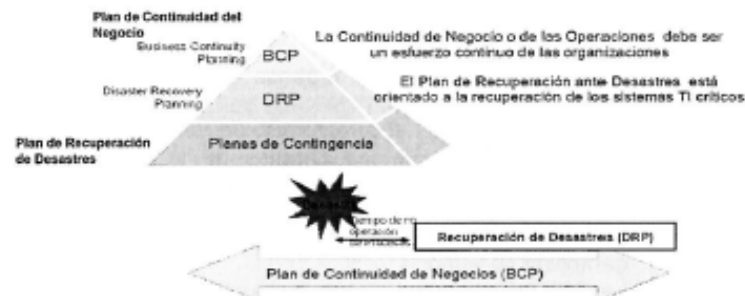 Plan de Continuidad del
Negocio
Business Continuity
Planning
BCP
La Continuidad de Negocio o de las Operaciones debe ser
un esfuerzo continuo de las organizaciones
Disaster Recovery
Planning
DRP
El Plan de Recuperación ante Desastres está
orientado a la recuperación de los sistemas TI críticos
Plan de Recuperación
de Desastres
Planes de Contingencia
Tiempo de no
operación
Recuperación de Desastres (DRP)
Plan de Continuidad de Negocios (BCP)